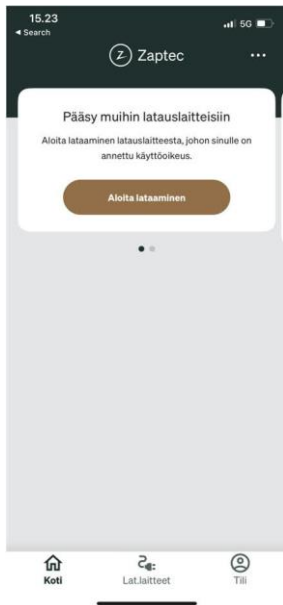 15.23
5G
◄ Search
Zaptec
Pääsy muihin latauslaitteisiin
Aloita lataaminen latauslaitteesta, johon sinulle on
annettu käyttöoikeus.
Aloita lataaminen
Koti
Lat.laitteet
Tili